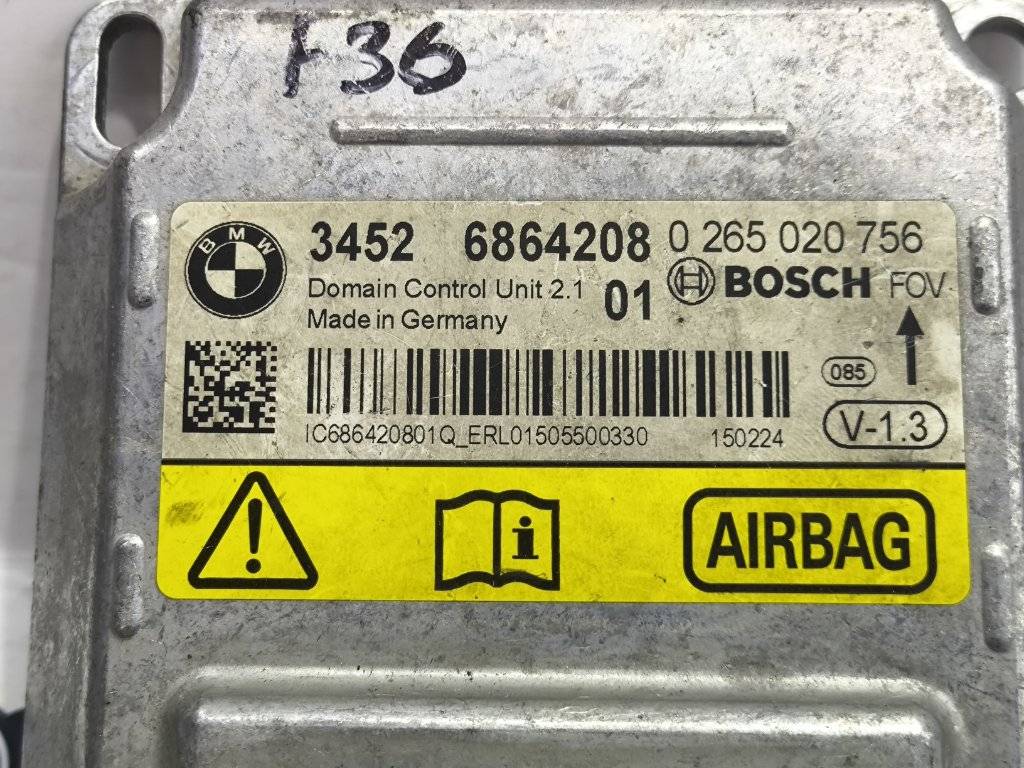 F36
BMW
3452 6864208 0 265 020 756
Domain Control Unit 2.1 01 BOSCH FOV
Made in Germany
085
V-1.3
IC686420801Q_ERL01505500330 150224
i
AIRBAG